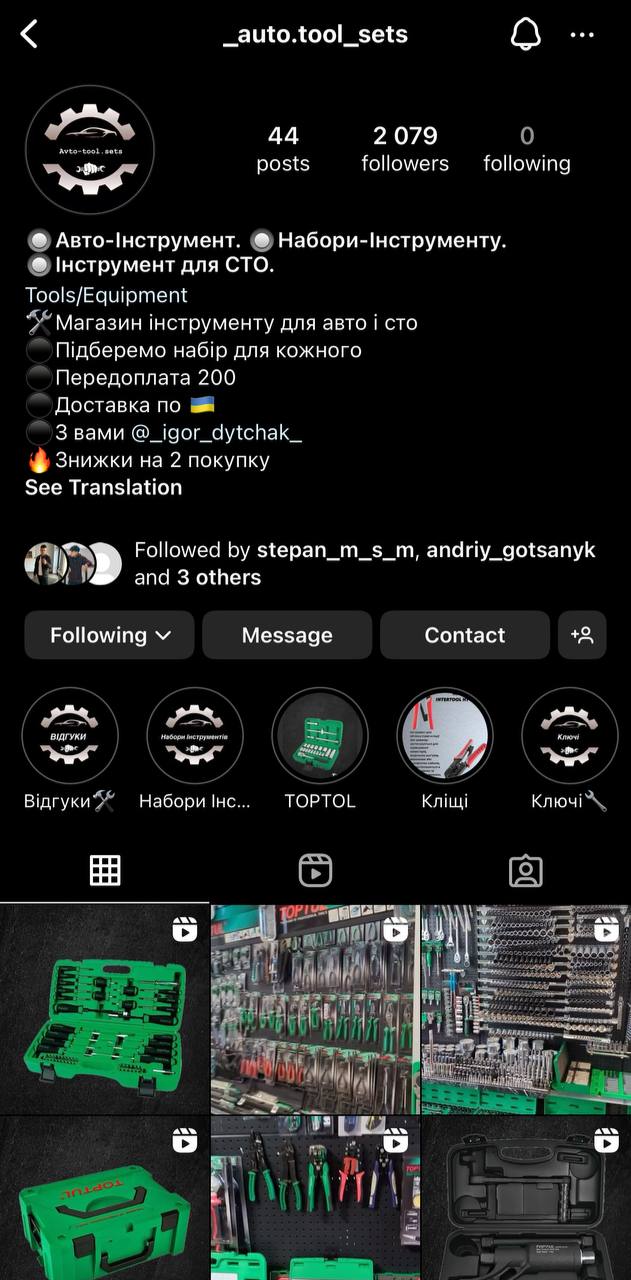 _auto.tool_sets
Avto-tool.sets
44
posts
2 079
followers
0
following
Авто-Інструмент. Набори-Інструменту.
Інструмент для СТО.
Tools/Equipment
🛠Магазин інструменту для авто і сто
⚫Підберемо набір для кожного
⚫Передоплата 200
⚫Доставка по 🇺🇦
⚫З вами @_igor_dytchak_
🔥Знижки на 2 покупку
See Translation
Followed by stepan_m_s_m, andriy_gotsanyk
and 3 others
Following
Message
Contact
ВІДГУКИ
Набори Інструментів
INTERTOOL
Ключі
Відгуки🛠
Набори Інс...
TOPTOL
Кліщі
Ключі🔧
TOPTUL
TOPTUL
TOPTUL